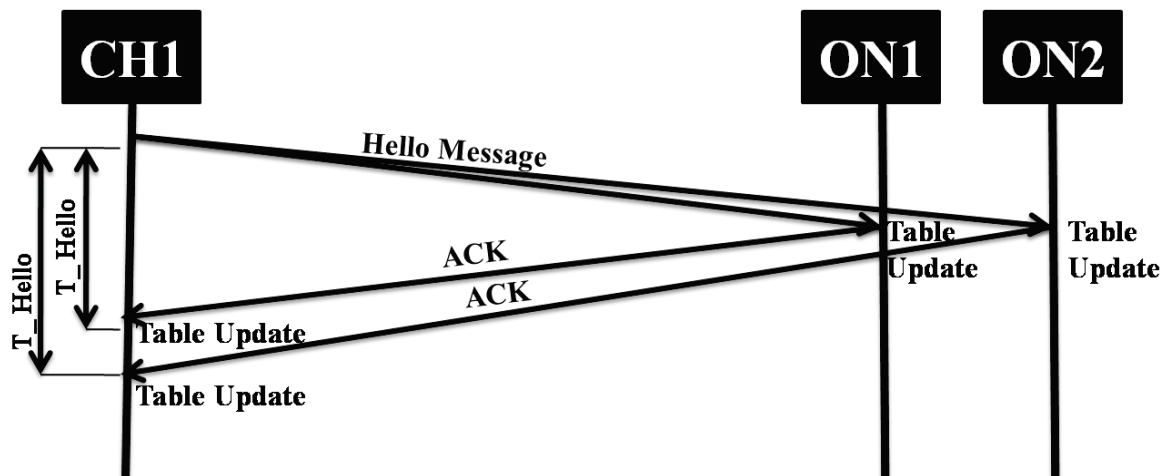 CH1
ON1
ON2
Hello Message
T_Hello
T_Hello
ACK
ACK
Table
Update
Table
Update
Table Update
Table Update